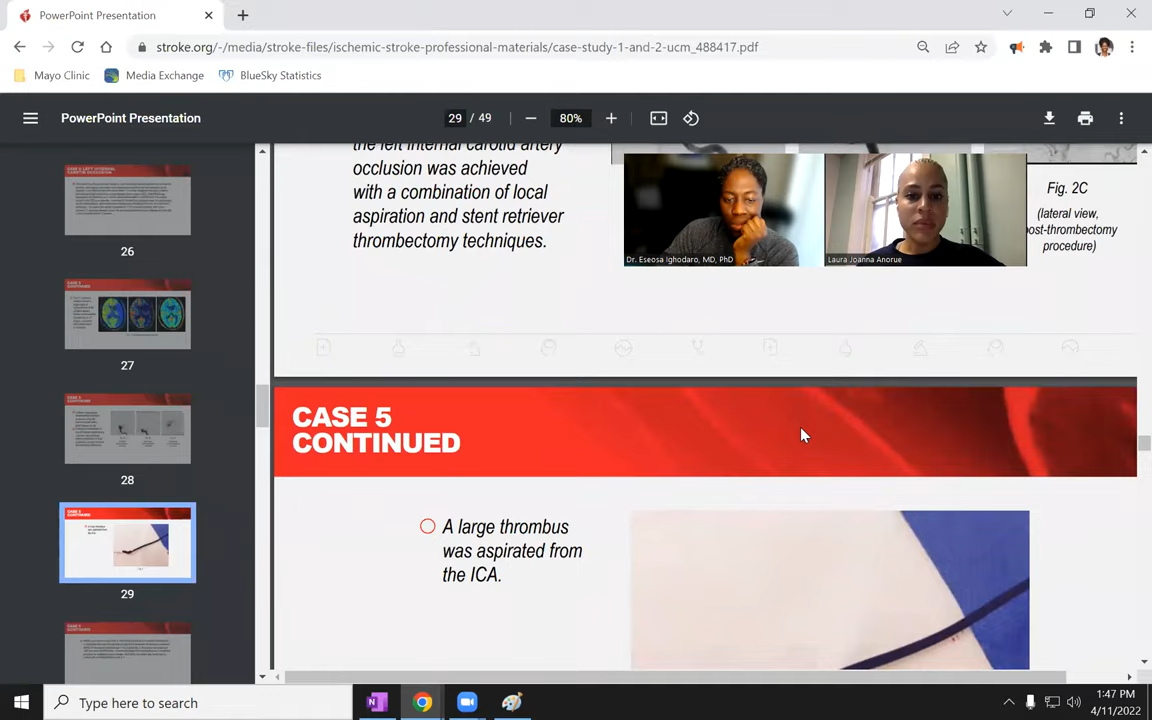 PowerPoint Presentation
stroke.org/-/media/stroke-files/ischemic-stroke-professional-materials/case-study-1-and-2-ucm_488417.pdf
Mayo Clinic
Media Exchange
BlueSky Statistics
PowerPoint Presentation
29 / 49
80%
26
27
28
29
the left internal carotid artery
occlusion was achieved
with a combination of local
aspiration and stent retriever
thrombectomy techniques.
Dr. Eseosa Ighodaro, MD, PhD
Laura Joanna Anorue
Fig. 2C
(lateral view,
post-thrombectomy
procedure)
CASE 5
CONTINUED
A large thrombus
was aspirated from
the ICA.
Type here to search
1:47 PM
4/11/2022